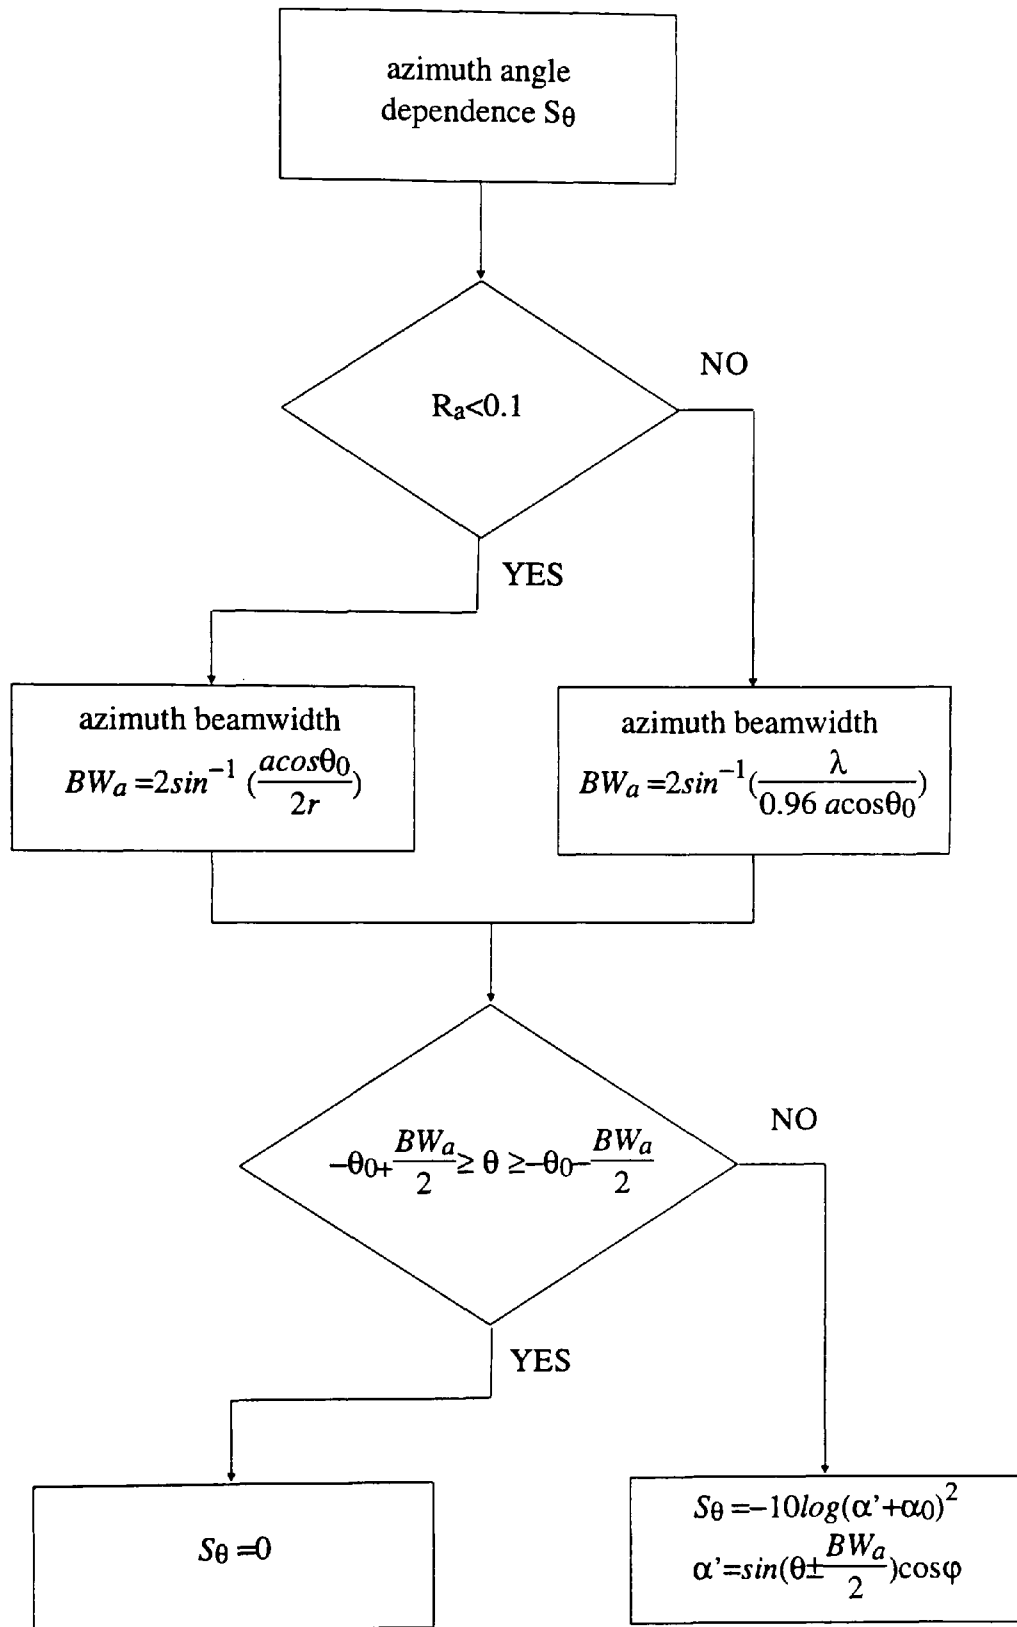 azimuth angle
dependence Sθ
Ra<0.1
NO
YES
azimuth beamwidth
BWa =2sin⁻¹ (acosθ0/2r)
azimuth beamwidth
BWa =2sin⁻¹(λ/0.96 acosθ0)
−θ0+BWa/2 ≥ θ ≥−θ0−BWa/2
NO
YES
Sθ =0
Sθ =−10log(α’+α0)²
α’=sin(θ±BWa/2)cosφ